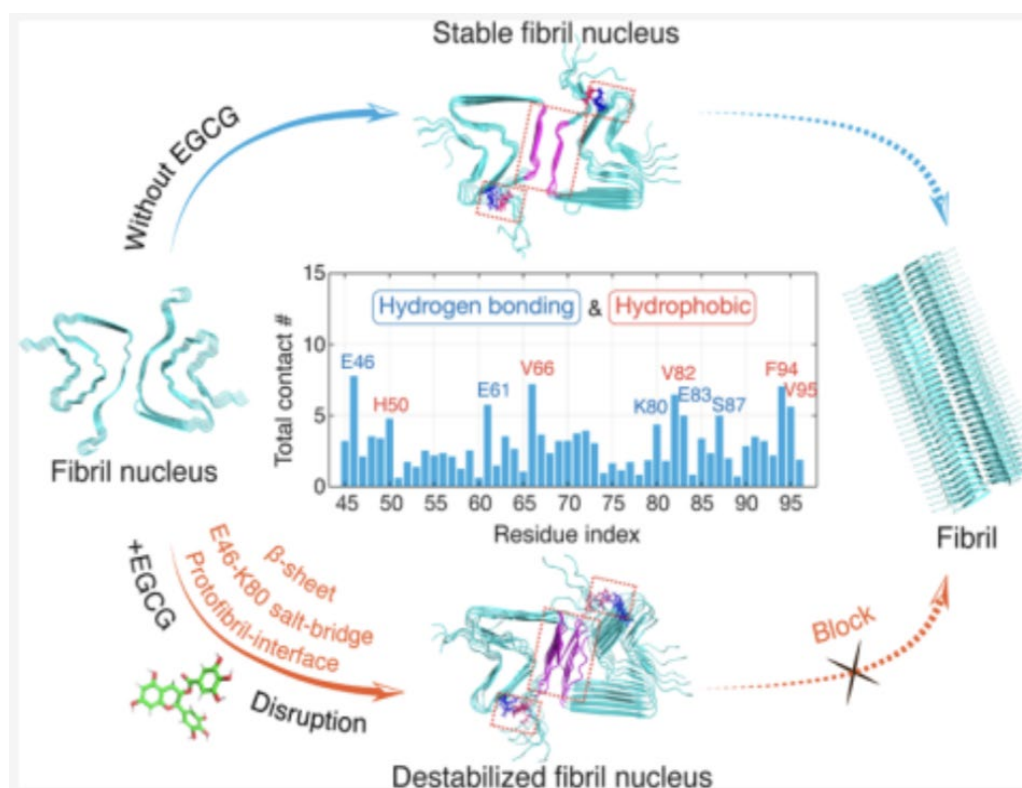 Stable fibril nucleus
Without EGCG
Fibril nucleus
Total contact #
15
10
5
0
Hydrogen bonding & Hydrophobic
E46
H50
E61
V66
K80
V82
E83
S87
F94
V95
45 50 55 60 65 70 75 80 85 90 95
Residue index
Fibril
+EGCG
β-sheet
E46-K80 salt-bridge
Protofibril-interface
Disruption
Block
Destabilized fibril nucleus